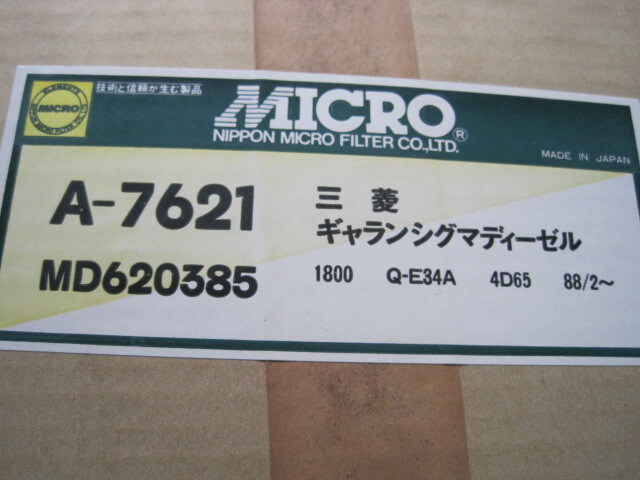 技術と信頼が生む製品
MICRO
MICRO®
NIPPON MICRO FILTER CO.,LTD.
MADE IN JAPAN
A-7621
三菱
ギャランシグマディーゼル
MD620385
1800 Q-E34A 4D65 88/2〜